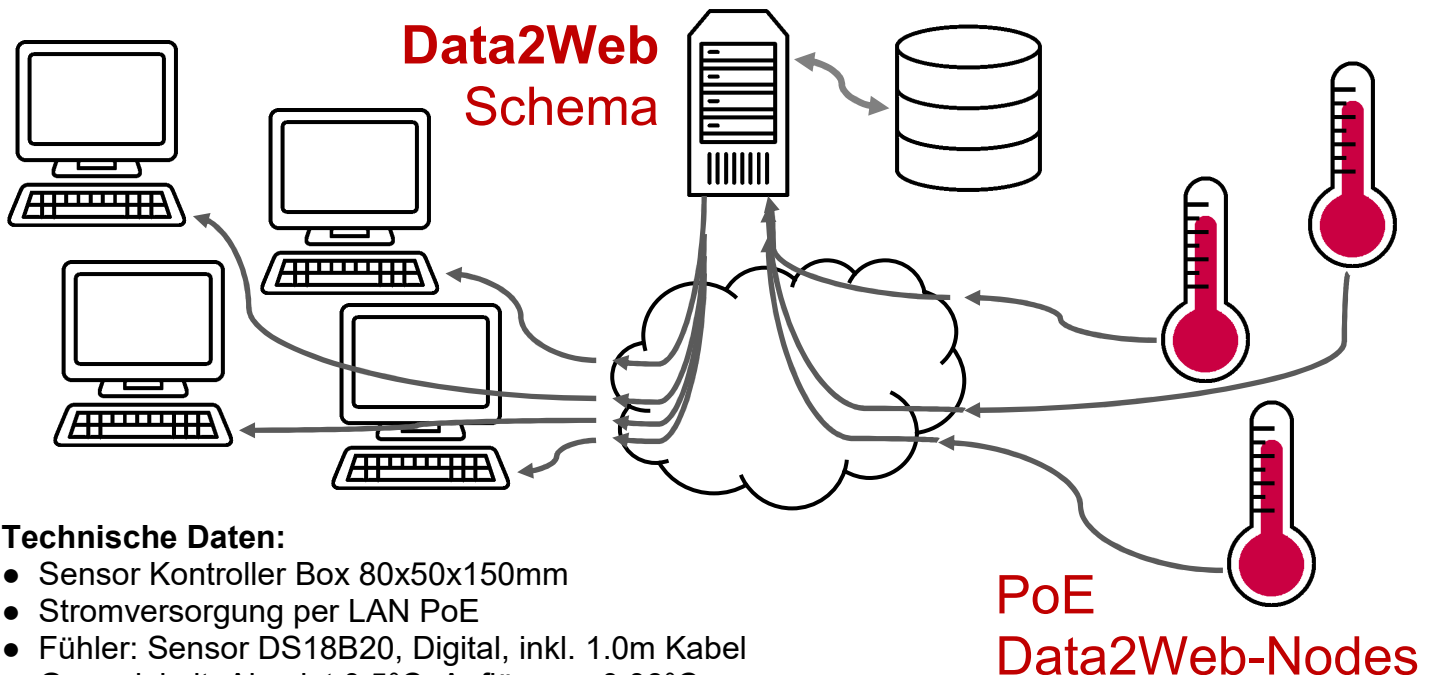 Data2Web
Schema
Technische Daten:
● Sensor Kontroller Box 80x50x150mm
● Stromversorgung per LAN PoE
● Fühler: Sensor DS18B20, Digital, inkl. 1.0m Kabel
PoE
Data2Web-Nodes